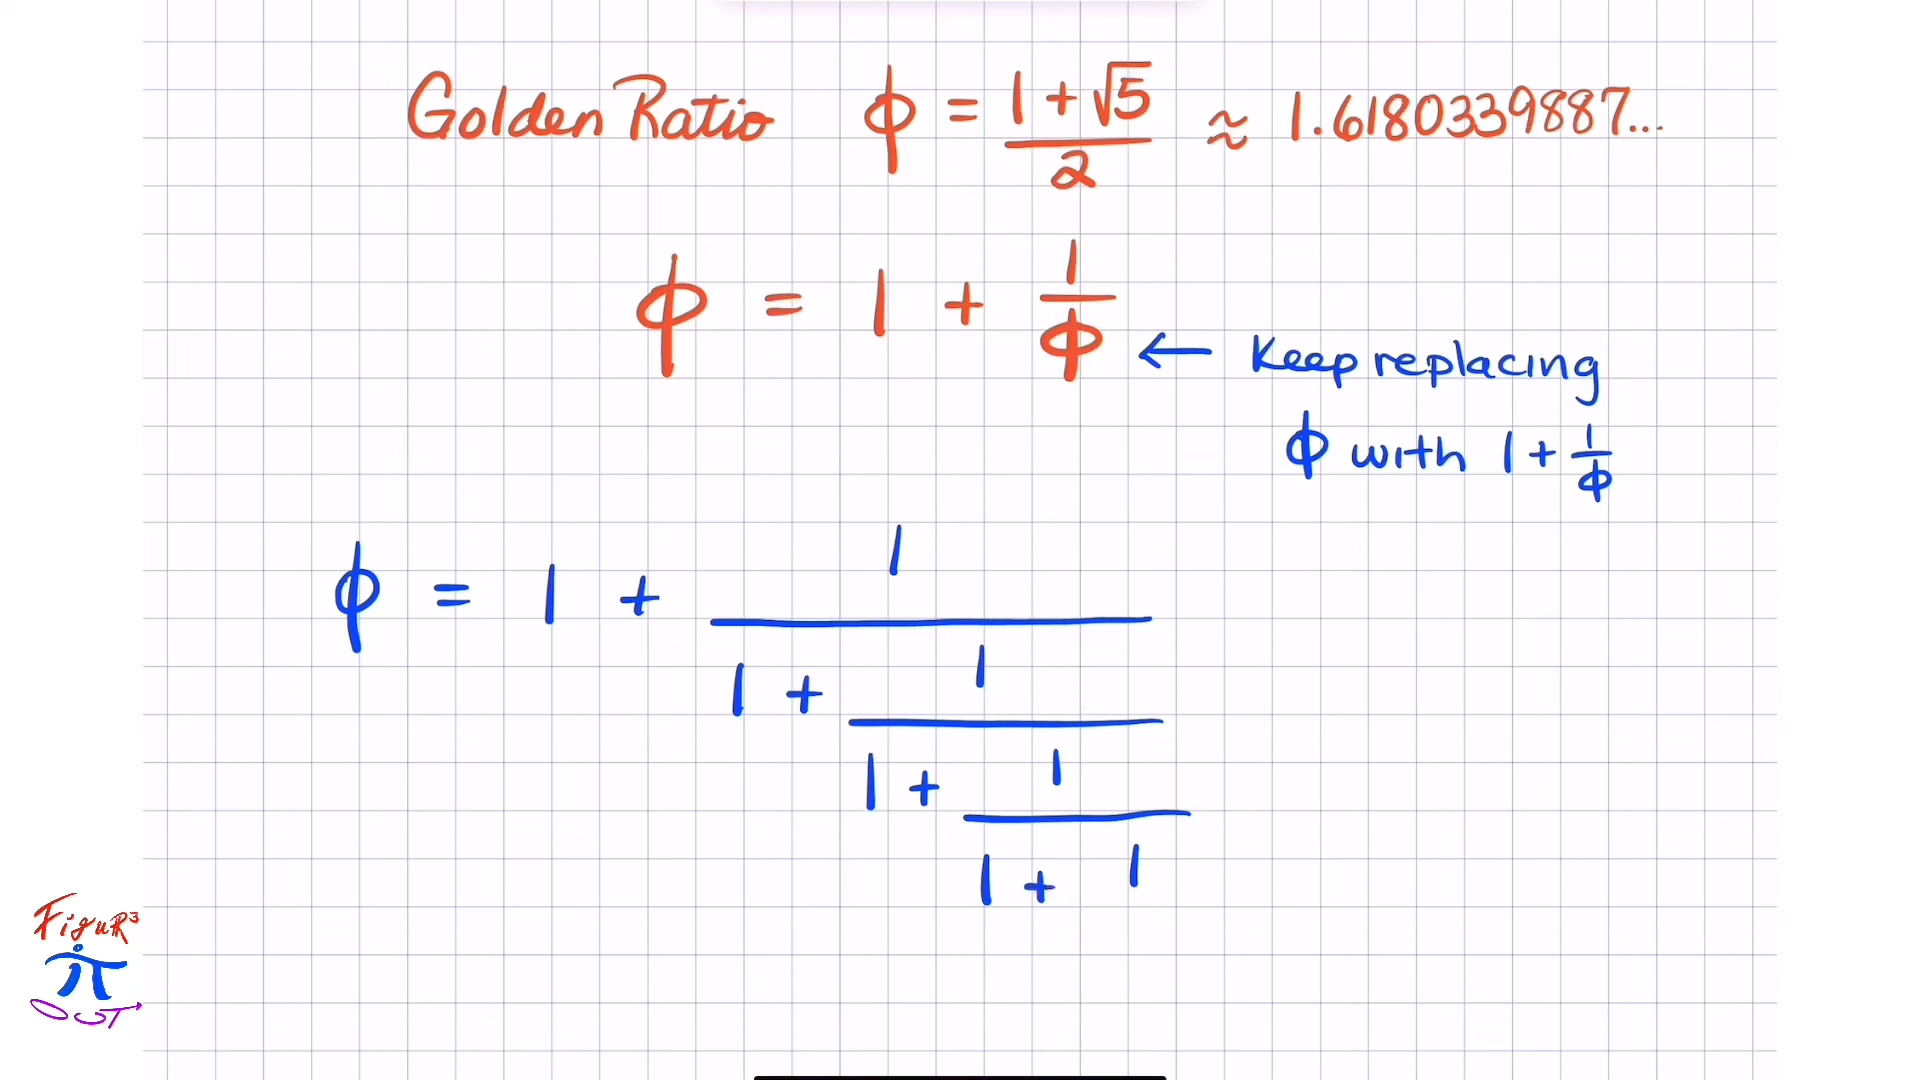 Golden Ratio ϕ = (1 + √5)/2 ≈ 1.6180339887...
ϕ = 1 + 1/ϕ ← Keep replacing
ϕ with 1 + 1/ϕ
ϕ = 1 + 1
1 + 1
1 + 1
1 + 1
FiguR³
π
OUT